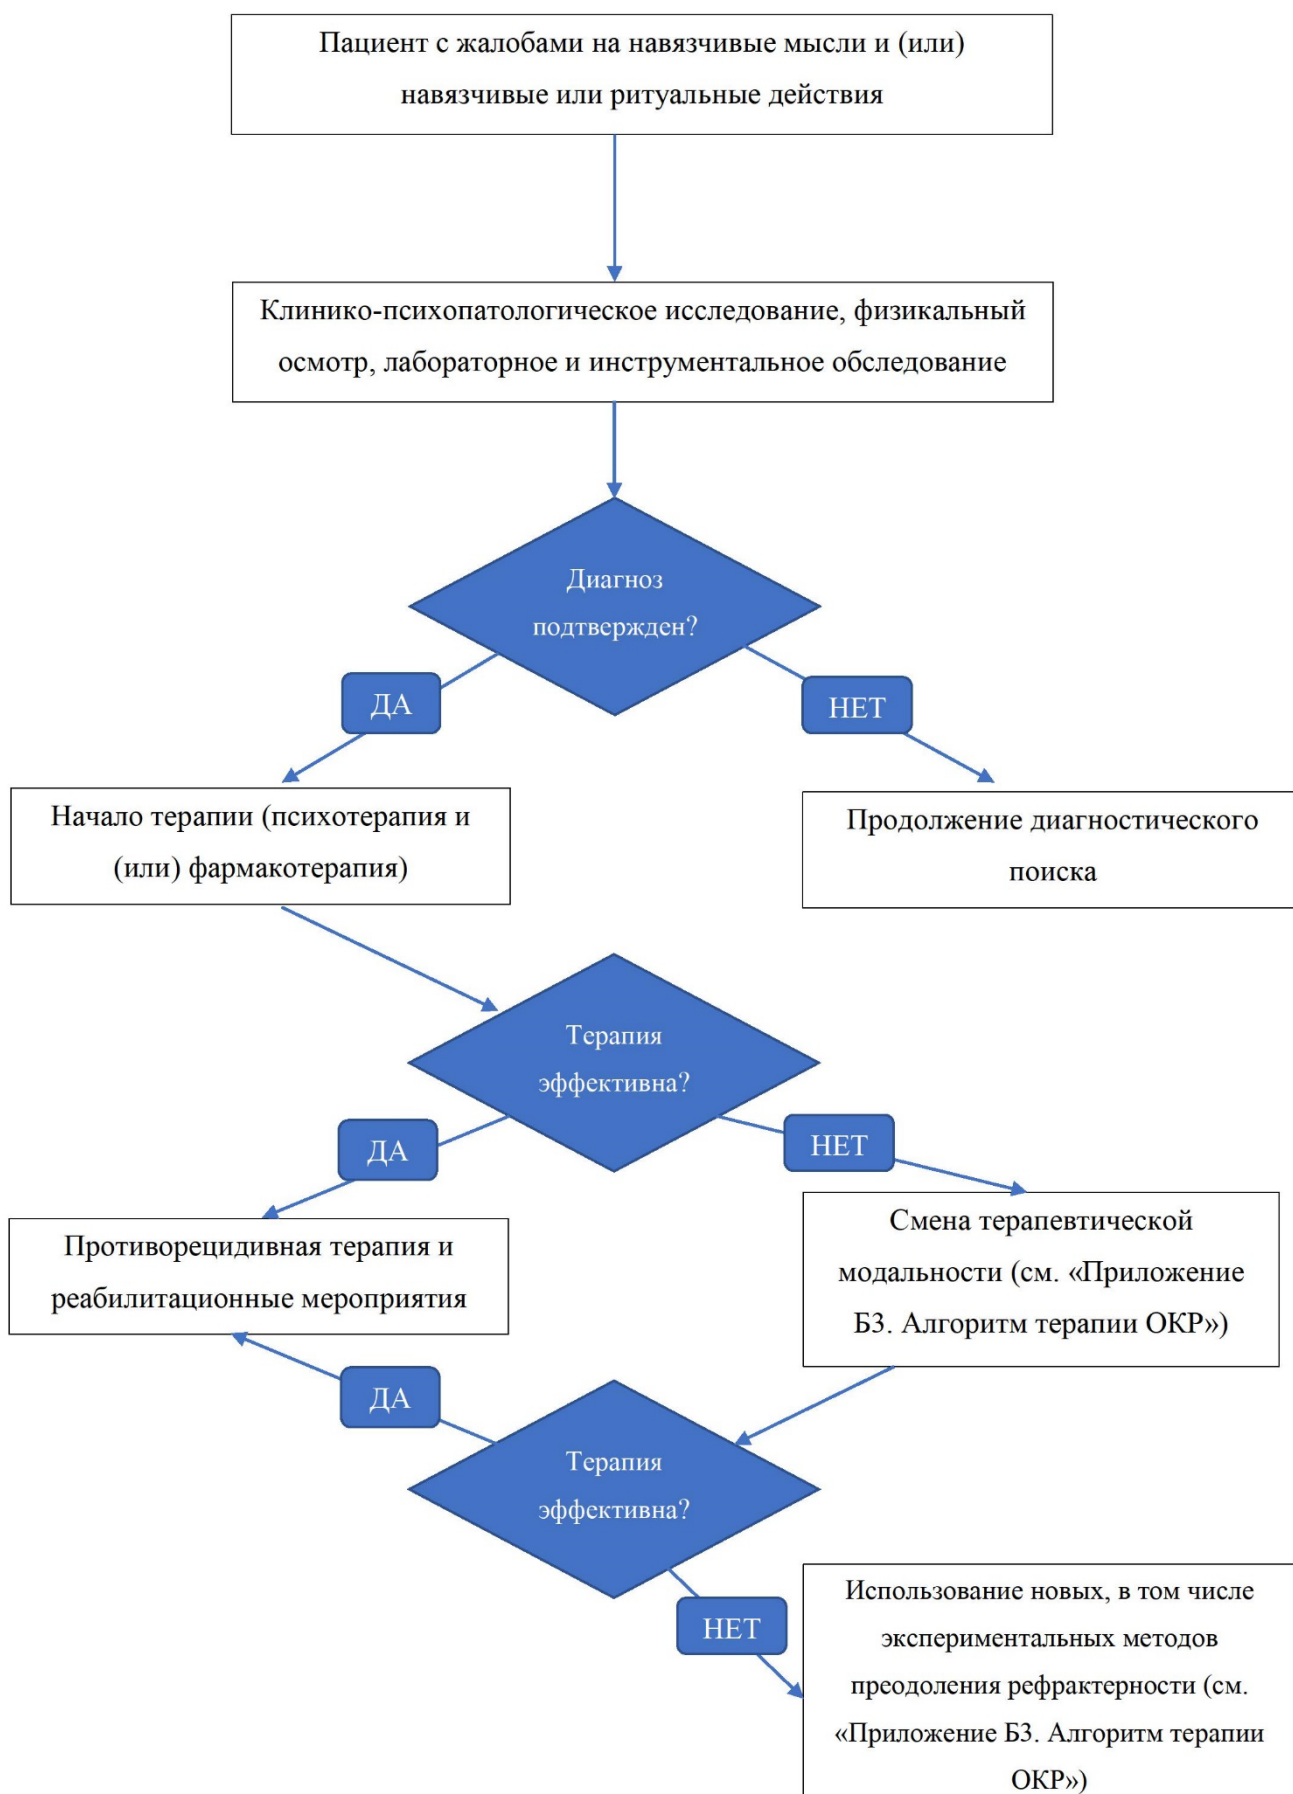 Пациент с жалобами на навязчивые мысли и (или)
навязчивые или ритуальные действия
Клинико-психопатологическое исследование, физикальный
осмотр, лабораторное и инструментальное обследование
Диагноз
подтвержден?
ДА
НЕТ
Начало терапии (психотерапия и
(или) фармакотерапия)
Продолжение диагностического
поиска
Терапия
эффективна?
ДА
НЕТ
Противорецидивная терапия и
реабилитационные мероприятия
Смена терапевтической
модальности (см. «Приложение
Б3. Алгоритм терапии ОКР»)
ДА
Терапия
эффективна?
НЕТ
Использование новых, в том числе
экспериментальных методов
преодоления рефрактерности (см.
«Приложение Б3. Алгоритм терапии
ОКР»)